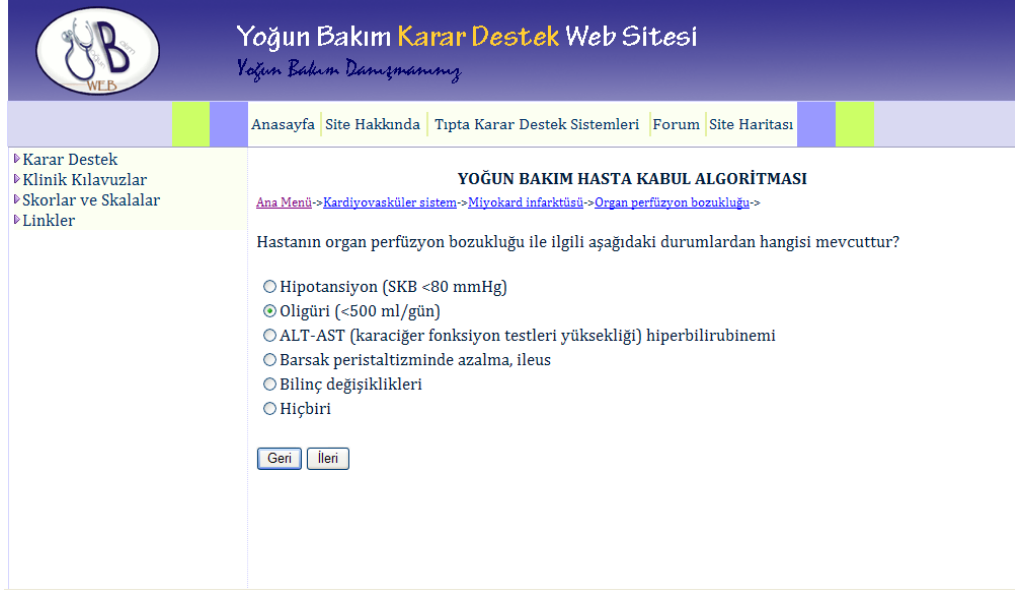 YB
WEB
Yoğun Bakım Karar Destek Web Sitesi
Yoğun Bakım Danışmanınız
Anasayfa Site Hakkında Tıpta Karar Destek Sistemleri Forum Site Haritası
Karar Destek
Klinik Kılavuzlar
Skorlar ve Skalalar
Linkler
YOĞUN BAKIM HASTA KABUL ALGORİTMASI
Ana Menü->Kardiyovasküler sistem->Miyokard infarktüsü->Organ perfüzyon bozukluğu->
Hastanın organ perfüzyon bozukluğu ile ilgili aşağıdaki durumlardan hangisi mevcuttur?
Hipotansiyon (SKB <80 mmHg)
Oligüri (<500 ml/gün)
ALT-AST (karaciğer fonksiyon testleri yüksekliği) hiperbilirubinemi
Barsak peristaltizminde azalma, ileus
Bilinç değişiklikleri
Hiçbiri
Geri İleri